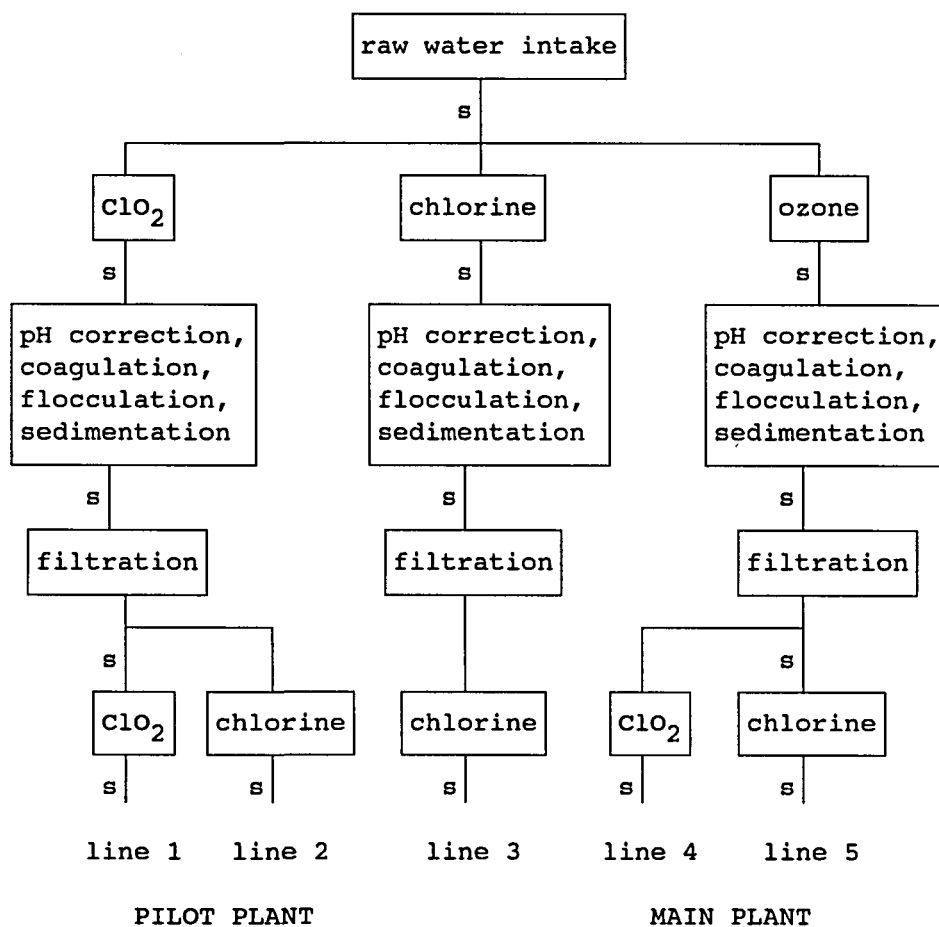 raw water intake
s
ClO2 chlorine ozone
s s s
pH correction, pH correction, pH correction,
coagulation, coagulation, coagulation,
flocculation, flocculation, flocculation,
sedimentation sedimentation sedimentation
s s s
filtration filtration filtration
s s
ClO2 chlorine chlorine ClO2 chlorine
s s s s s
line 1 line 2 line 3 line 4 line 5
PILOT PLANT MAIN PLANT